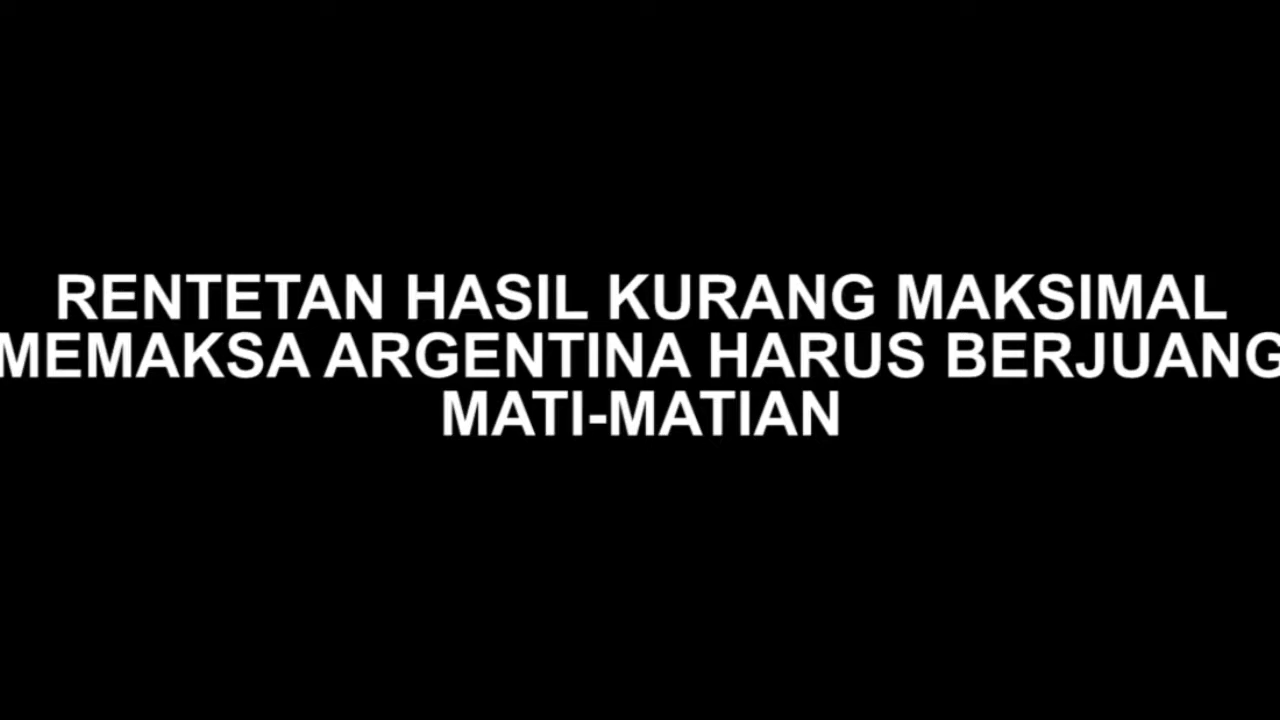 RENTETAN HASIL KURANG MAKSIMAL
MEMAKSA ARGENTINA HARUS BERJUANG
MATI-MATIAN